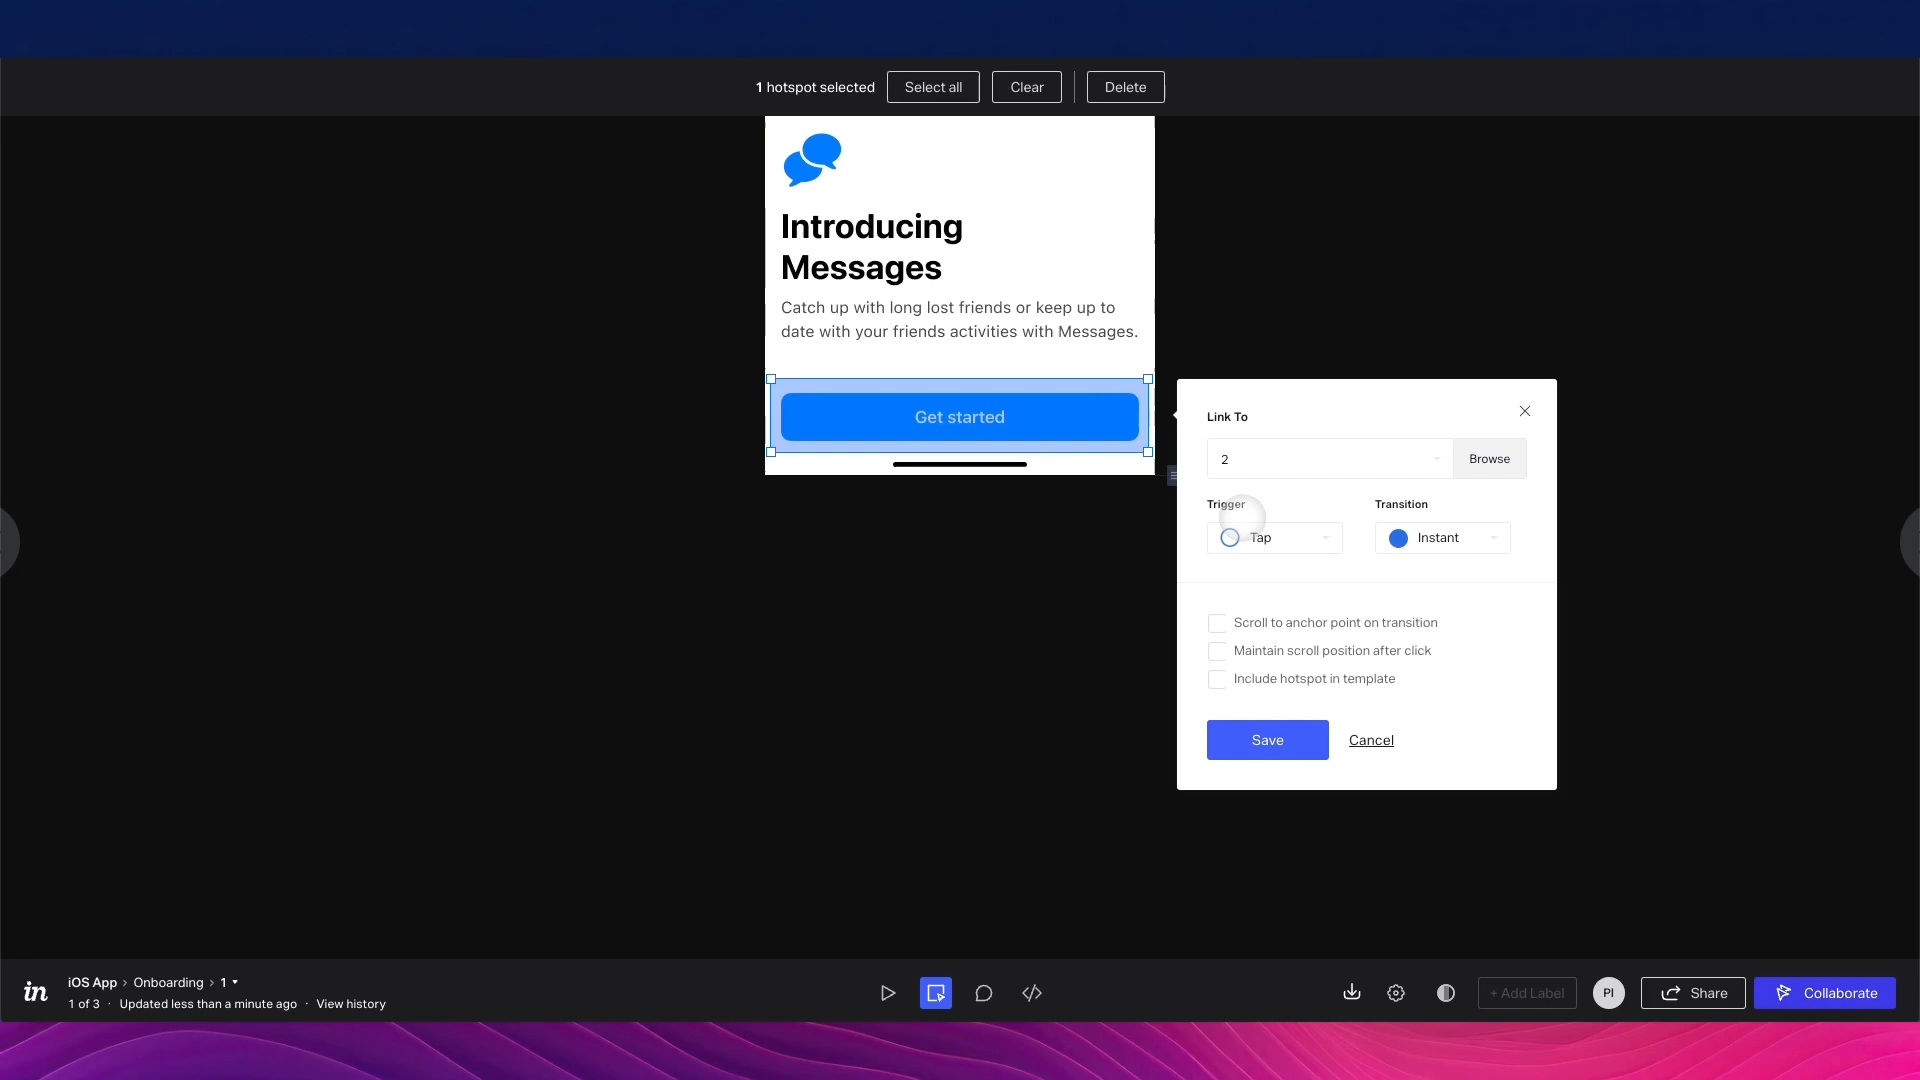 1 hotspot selected Select all Clear Delete
Introducing
Messages
Catch up with long lost friends or keep up to
date with your friends activities with Messages.
Get started
Link To
2 Browse
Trigger Transition
Tap Instant
Scroll to anchor point on transition
Maintain scroll position after click
Include hotspot in template
Save Cancel
in
iOS App › Onboarding › 1
1 of 3 · Updated less than a minute ago · View history
+ Add Label PI Share Collaborate